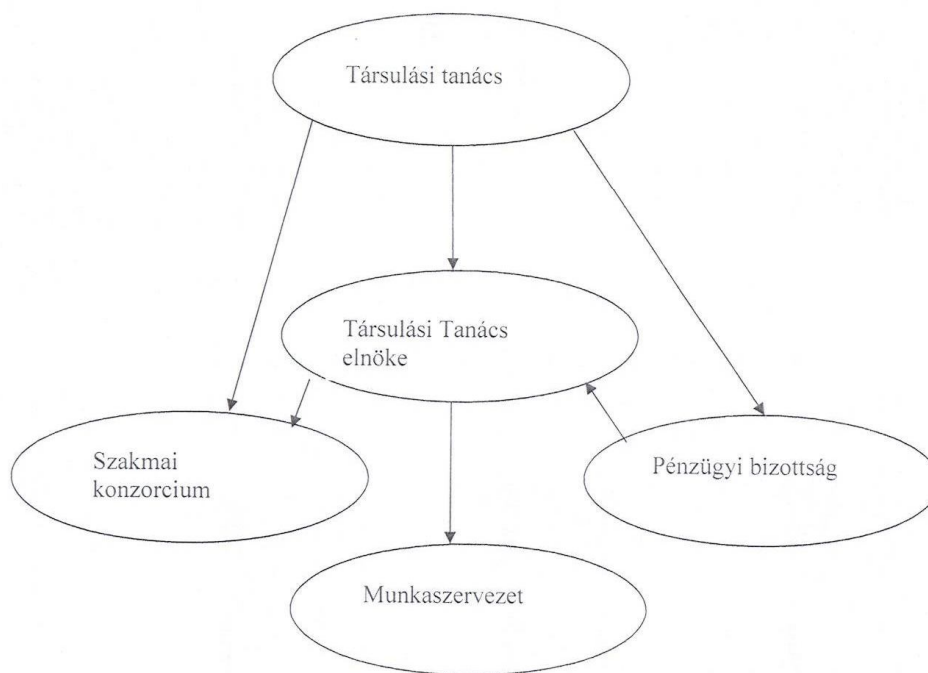 Társulási tanács
Társulási Tanács
elnöke
Szakmai
konzorcium
Pénzügyi bizottság
Munkaszervezet